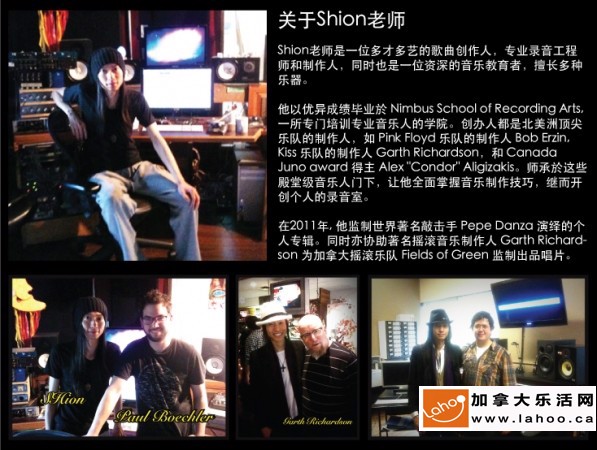 关于Shion老师
Shion老师是一位多才多艺的歌曲创作人，专业录音工程
师和制作人，同时也是一位资深的音乐教育者，擅长多种
乐器。
他以优异成绩毕业於 Nimbus School of Recording Arts,
一所专门培训专业音乐人的学院。创办人都是北美洲顶尖
乐队的制作人，如 Pink Floyd 乐队的制作人 Bob Erzin,
Kiss 乐队的制作人 Garth Richardson，和 Canada
Juno award 得主 Alex "Condor" Aligizakis。师承於这些
殿堂级音乐人门下，让他全面掌握音乐制作技巧，继而开
创个人的录音室。
在2011年, 他监制世界著名敲击手 Pepe Danza 演绎的个
人专辑。同时亦协助著名摇滚音乐制作人 Garth Richard-
son 为加拿大摇滚乐队 Fields of Green 监制出品唱片。
sHion
Paul Boechler
Garth Richardson
Lahoo
加拿大乐活网
www.lahoo.ca